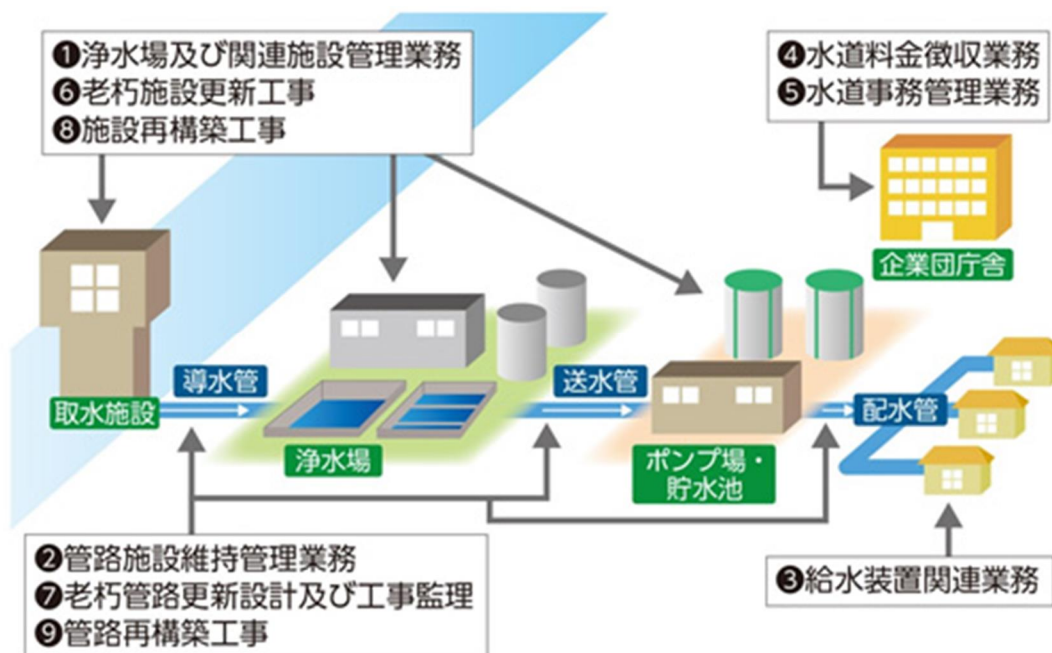 ❶浄水場及び関連施設管理業務
❻老朽施設更新工事
❽施設再構築工事
❹水道料金徴収業務
❺水道事務管理業務
企業団庁舎
導水管
送水管
取水施設
配水管
浄水場
ポンプ場・
貯水池
❷管路施設維持管理業務
❼老朽管路更新設計及び工事監理
❾管路再構築工事
❸給水装置関連業務